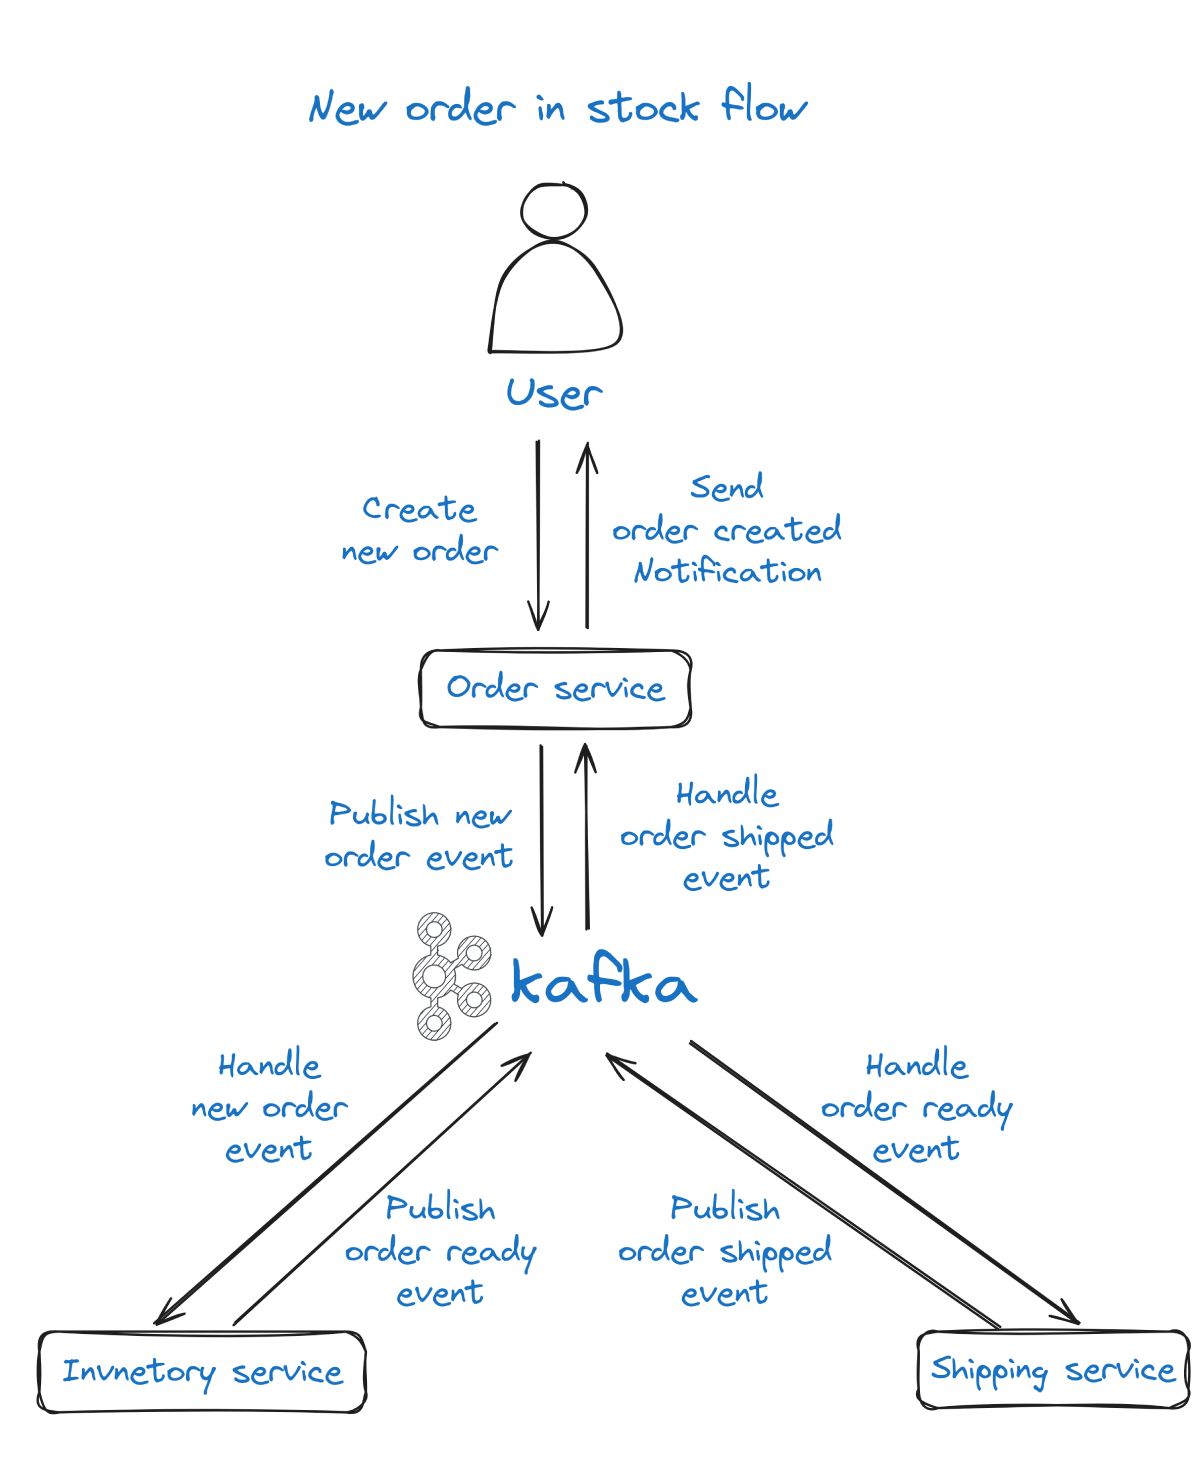 New order in stock flow
User
Create
new order
Send
order created
Notification
Order service
Publish new
order event
Handle
order shipped
event
kafka
Handle
new order
event
Handle
order ready
event
Publish
order ready
event
Publish
order shipped
event
Invnetory service
Shipping service